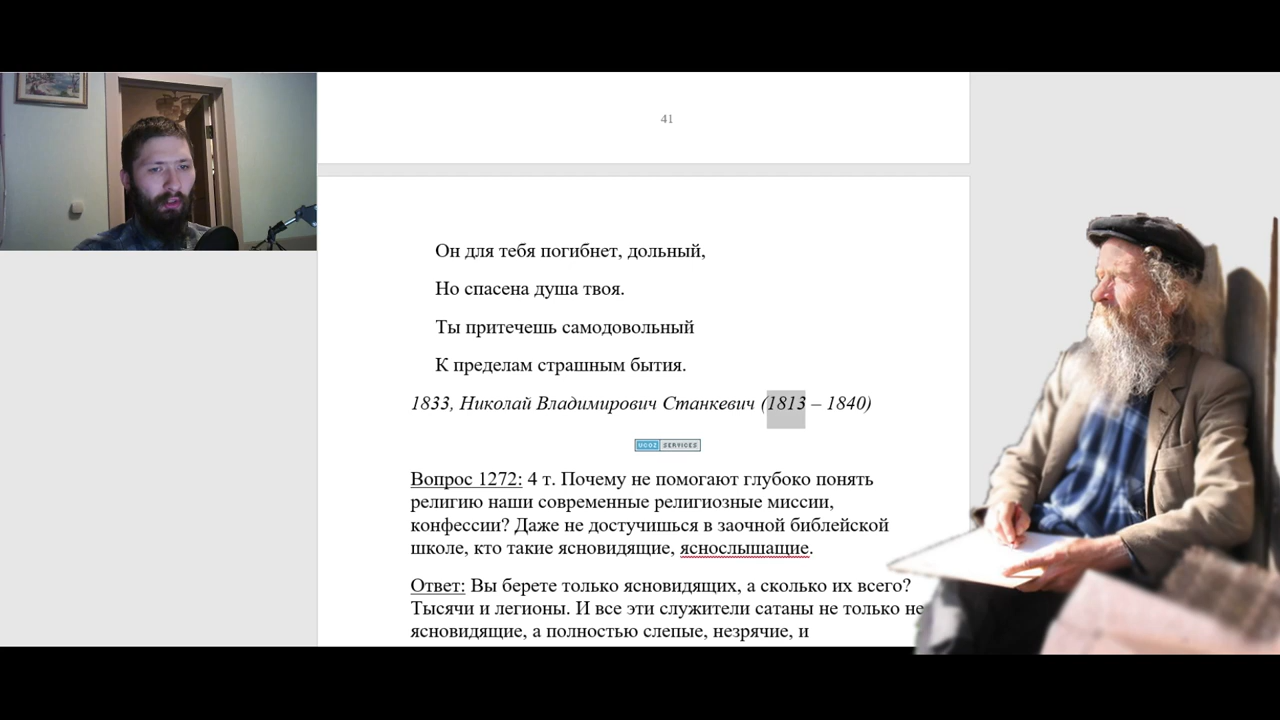 41
Он для тебя погибнет, дольный,
Но спасена душа твоя.
Ты притечешь самодовольный
К пределам страшным бытия.
1833, Николай Владимирович Станкевич (1813 – 1840)
UCOZ SERVICES
Вопрос 1272: 4 т. Почему не помогают глубоко понять
религию наши современные религиозные миссии,
конфессии? Даже не достучишься в заочной библейской
школе, кто такие ясновидящие, яснослышащие.
Ответ: Вы берете только ясновидящих, а сколько их всего?
Тысячи и легионы. И все эти служители сатаны не только не
ясновидящие, а полностью слепые, незрячие, и